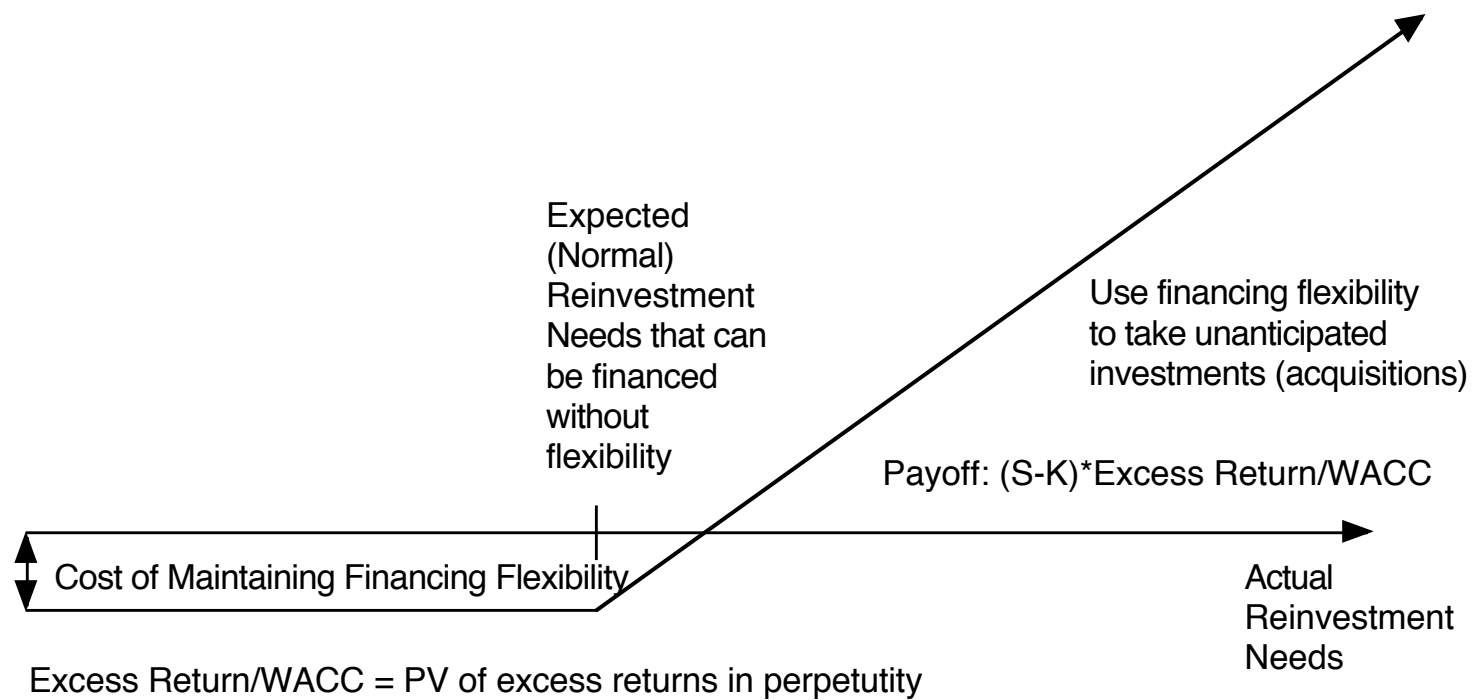 Expected
(Normal)
Reinvestment
Needs that can
be financed
without
flexibility
Use financing flexibility
to take unanticipated
investments (acquisitions)
Payoff: (S-K)*Excess Return/WACC
Cost of Maintaining Financing Flexibility
Actual
Reinvestment
Needs
Excess Return/WACC = PV of excess returns in perpetutity